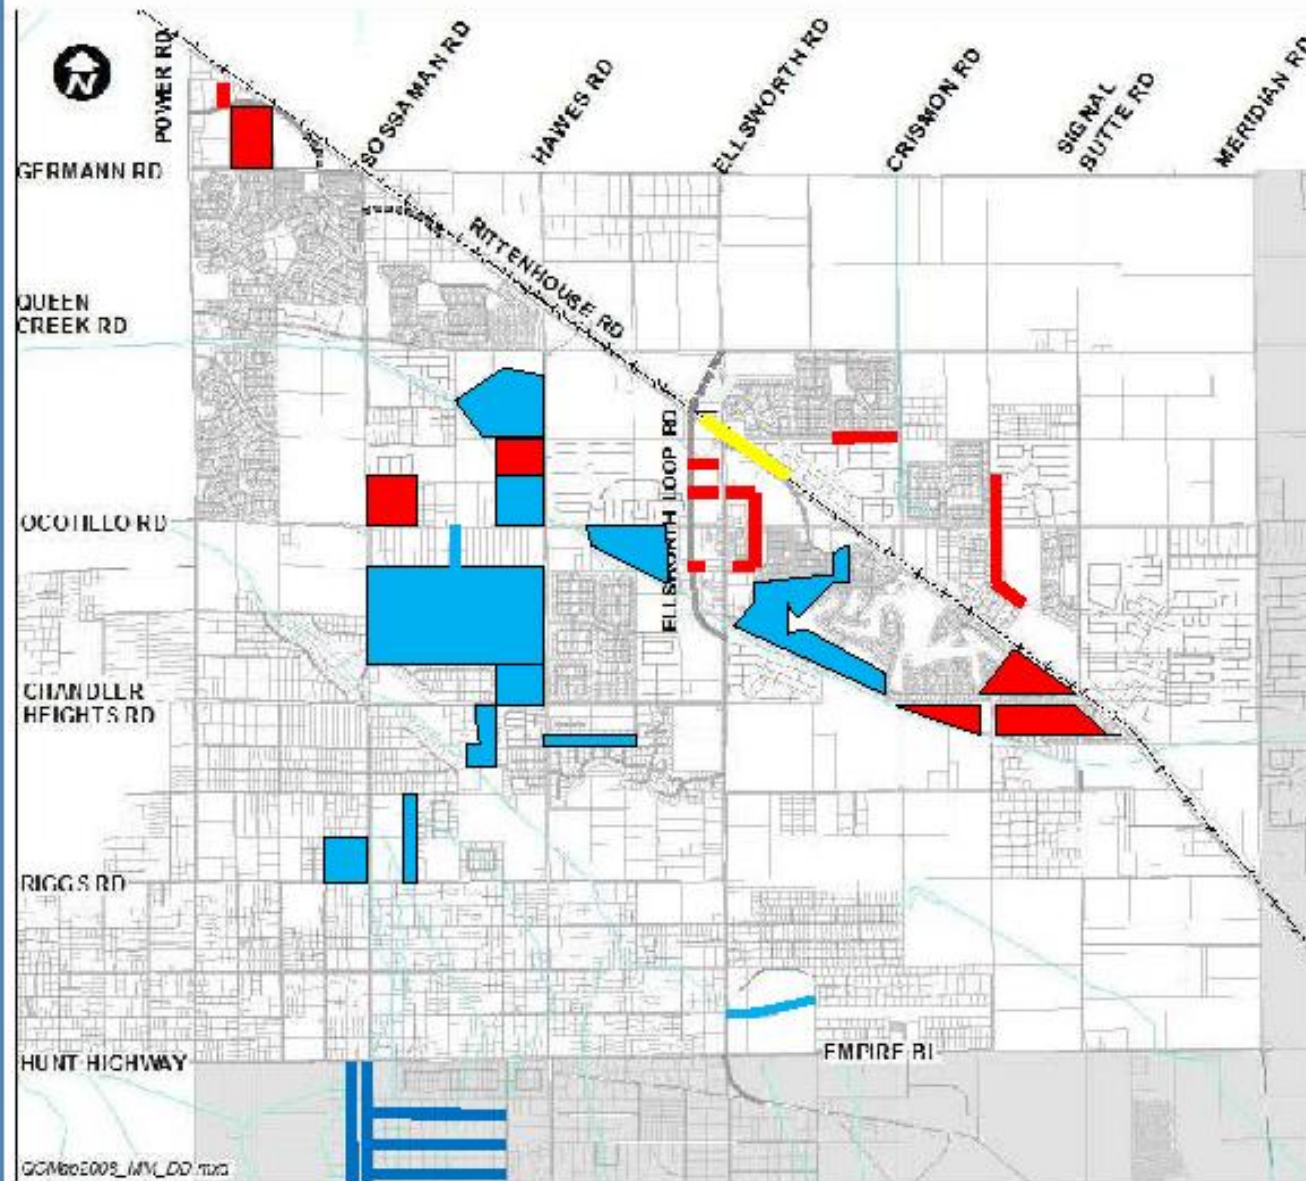 N
POWER RD
SOSSAMAN RD
HAWES RD
ELLSWORTH RD
CRISMON RD
SIGNAL
BUTTE RD
MERIDIAN RD
GERMANN RD
RITTENHOUSE RD
QUEEN
CREEK RD
ELLSWORTH LOOP RD
OCOTILLO RD
CHANDLER
HEIGHTS RD
RIGGS RD
EMPIRE BL
HUNT HIGHWAY